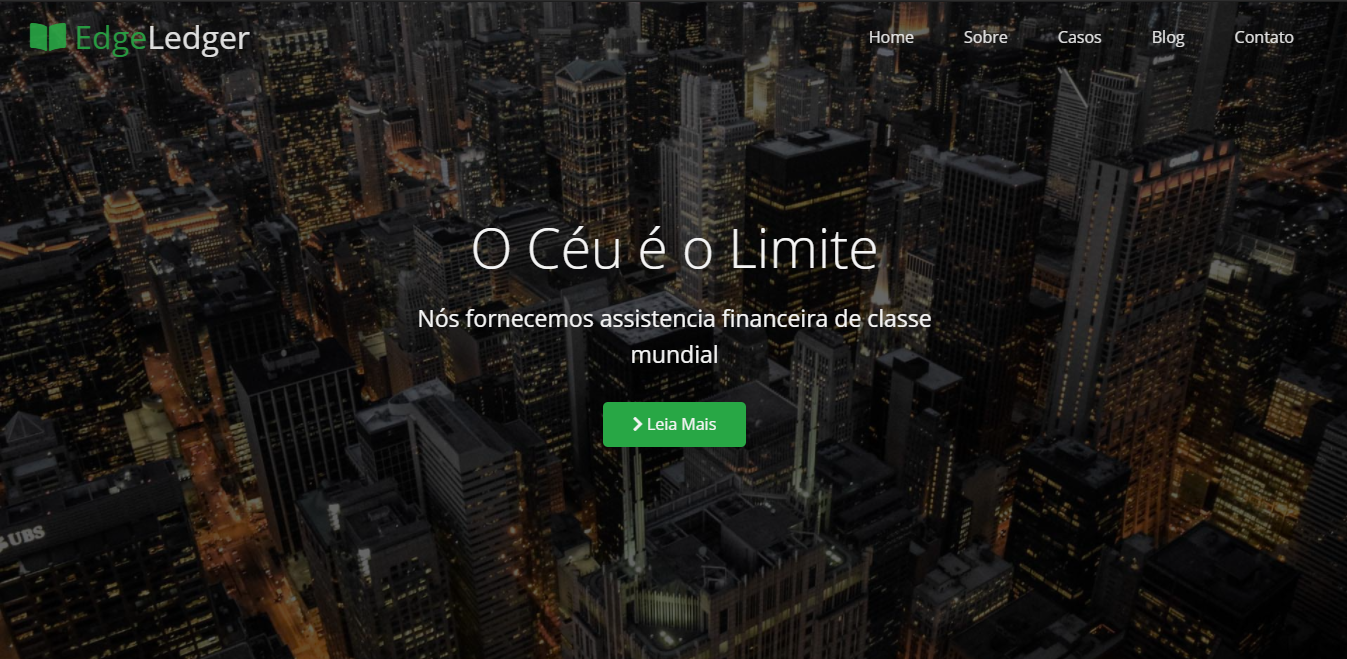 EdgeLedger
Home Sobre Casos Blog Contato
O Céu é o Limite
Nós fornecemos assistencia financeira de classe
mundial
Leia Mais
UBS